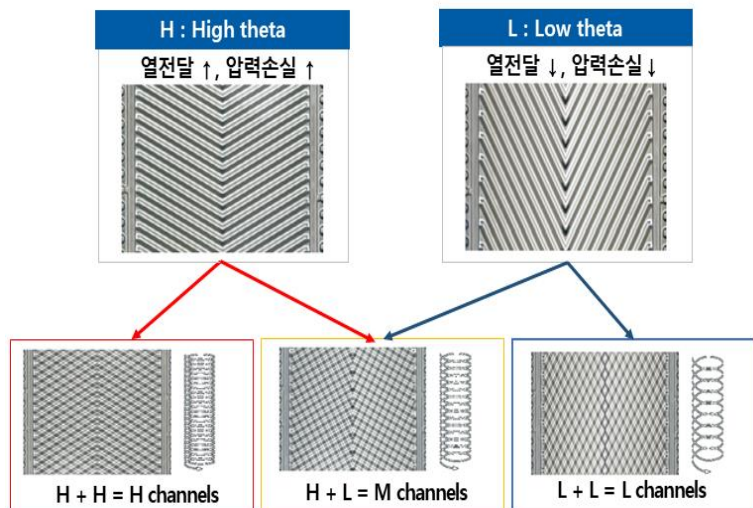 H : High theta
열전달 ↑, 압력손실 ↑
L : Low theta
열전달 ↓, 압력손실 ↓
H + H = H channels
H + L = M channels
L + L = L channels